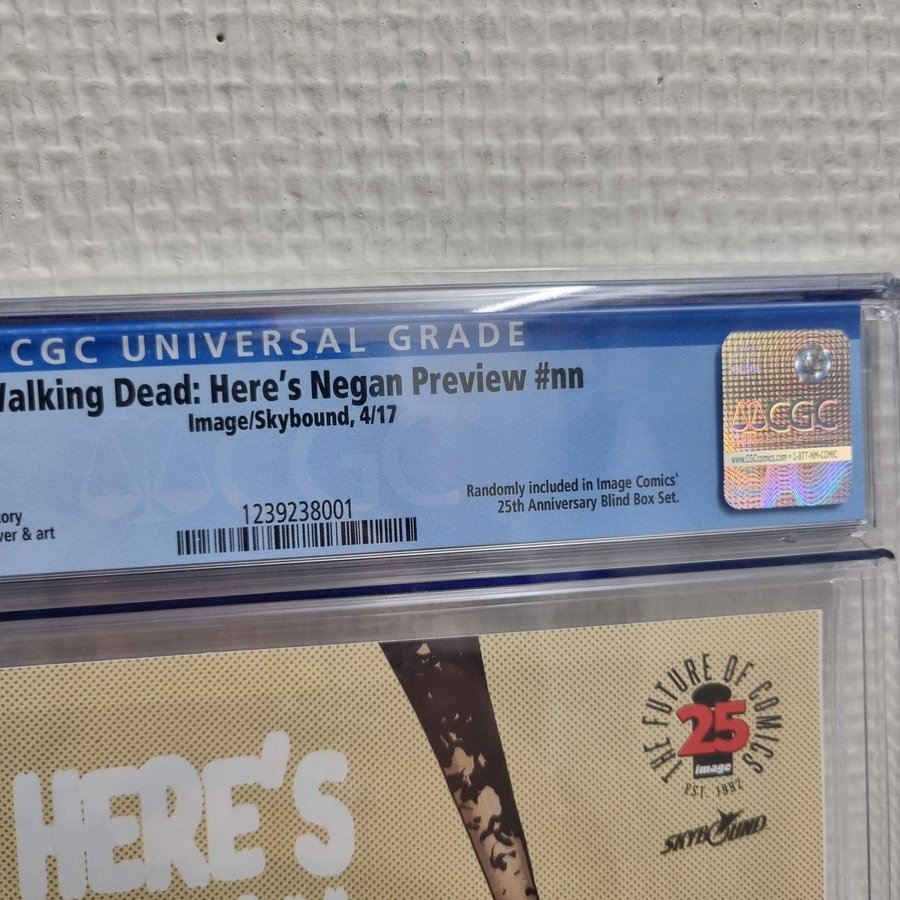 CGC UNIVERSAL GRADE
Walking Dead: Here's Negan Preview #nn
Image/Skybound, 4/17
1239238001
Randomly included in Image Comics'
25th Anniversary Blind Box Set.
tory
ver & art
CGC
www.CGCcomics.com • 1-877-NM-COMIC
THE FUTURE OF COMICS
25
image
EST. 1992
SKYBOUND
HERE'S